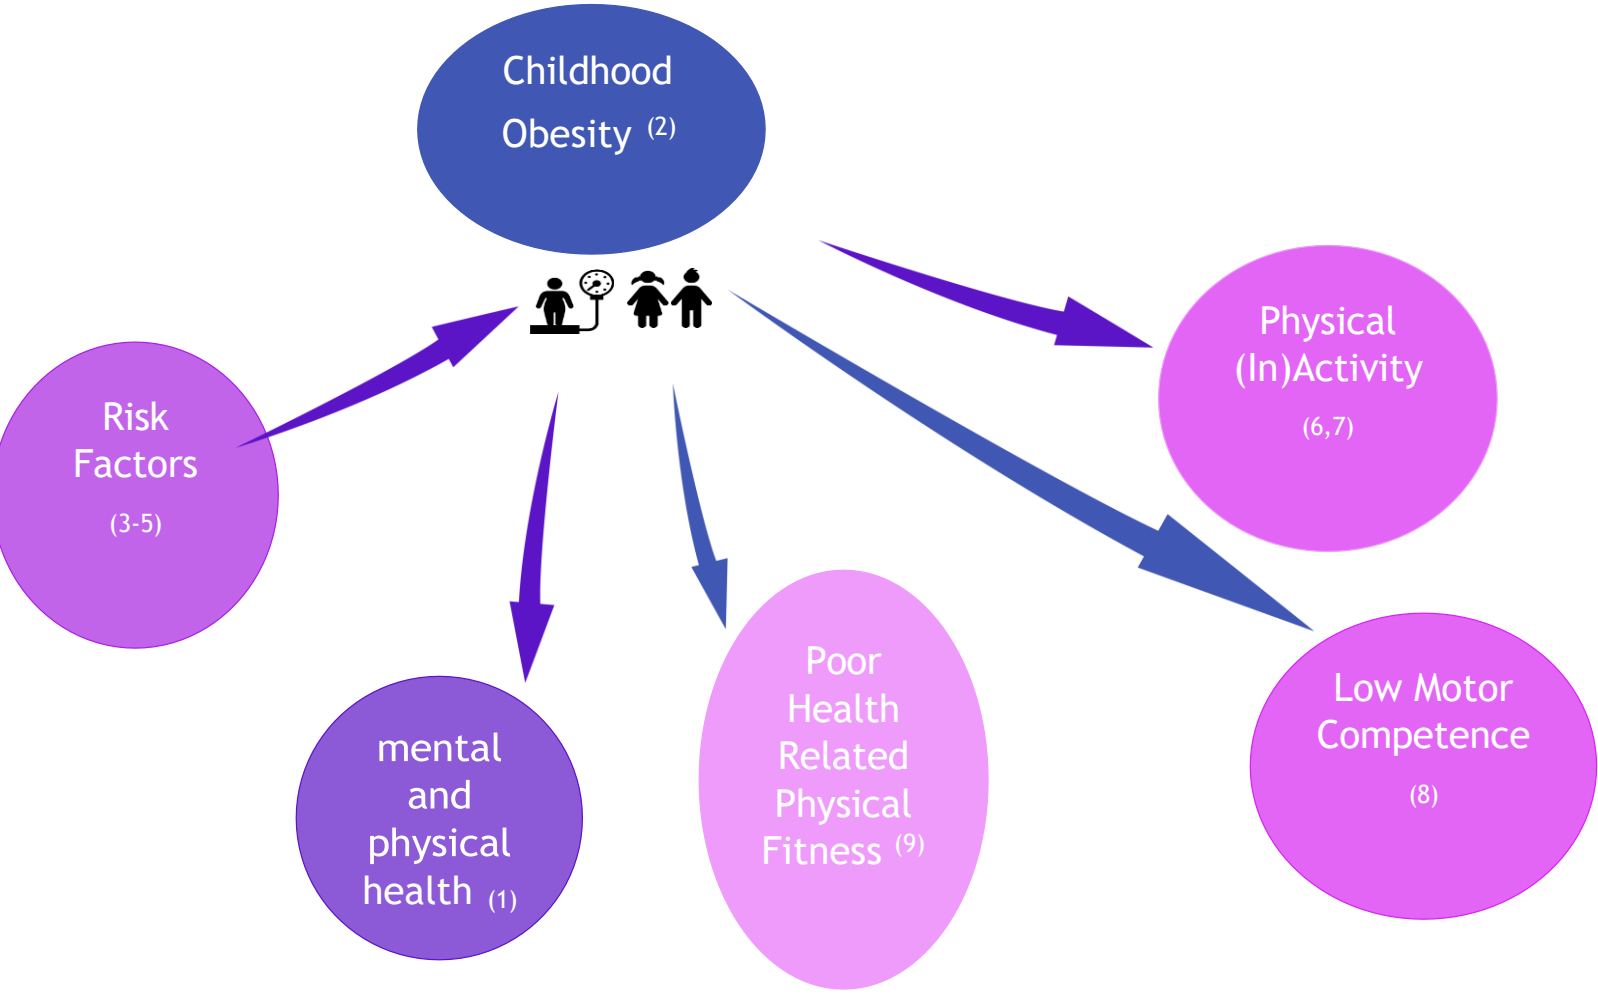 Childhood
Obesity (2)
Risk
Factors
(3-5)
Physical
(In)Activity
(6,7)
mental
and
physical
health (1)
Poor
Health
Related
Physical
Fitness (9)
Low Motor
Competence
(8)